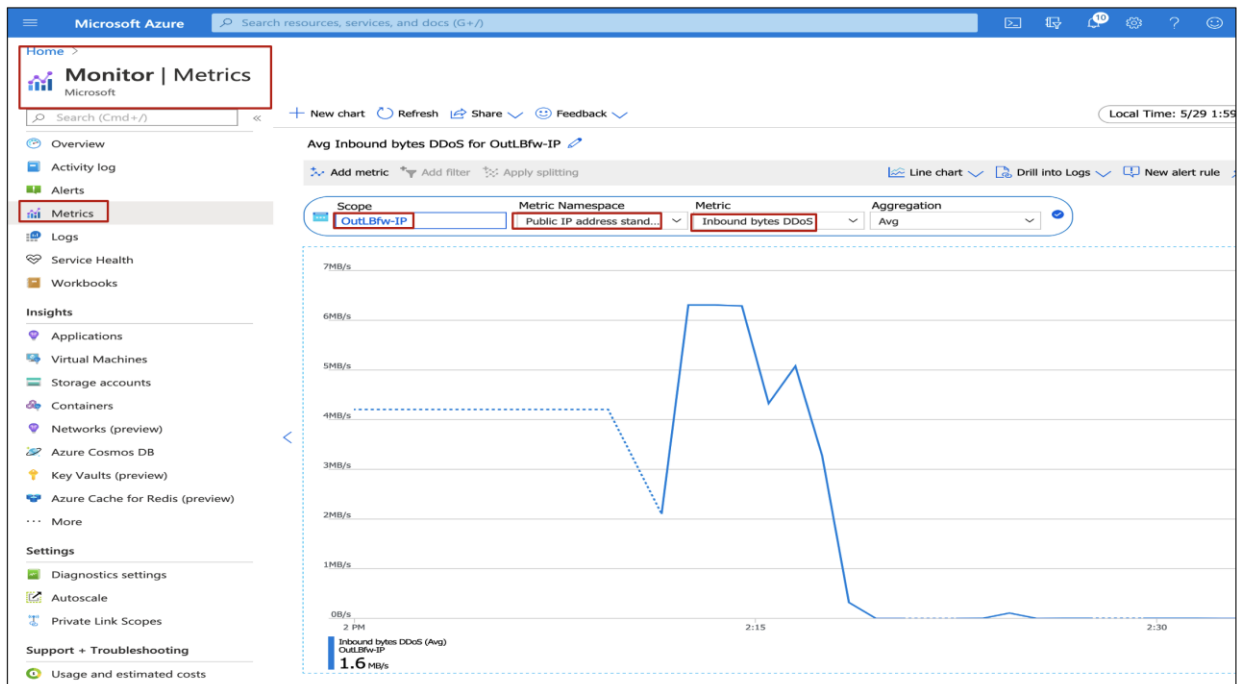 Microsoft Azure
Search resources, services, and docs (G+/)
10
Home >
Monitor | Metrics
Microsoft
Search (Cmd+/)
«
New chart
Refresh
Share
Feedback
Local Time: 5/29 1:59
Overview
Activity log
Alerts
Metrics
Logs
Service Health
Workbooks
Insights
Applications
Virtual Machines
Storage accounts
Containers
Networks (preview)
Azure Cosmos DB
Key Vaults (preview)
Azure Cache for Redis (preview)
··· More
Settings
Diagnostics settings
Autoscale
Private Link Scopes
Support + Troubleshooting
Usage and estimated costs
Avg Inbound bytes DDoS for OutLBfw-IP
Add metric
Add filter
Apply splitting
Line chart
Drill into Logs
New alert rule
Scope
OutLBfw-IP
Metric Namespace
Public IP address stand...
Metric
Inbound bytes DDoS
Aggregation
Avg
7MB/s
6MB/s
5MB/s
4MB/s
3MB/s
2MB/s
1MB/s
0B/s
2 PM
2:15
2:30
Inbound bytes DDoS (Avg)
OutLBfw-IP
1.6 MB/s